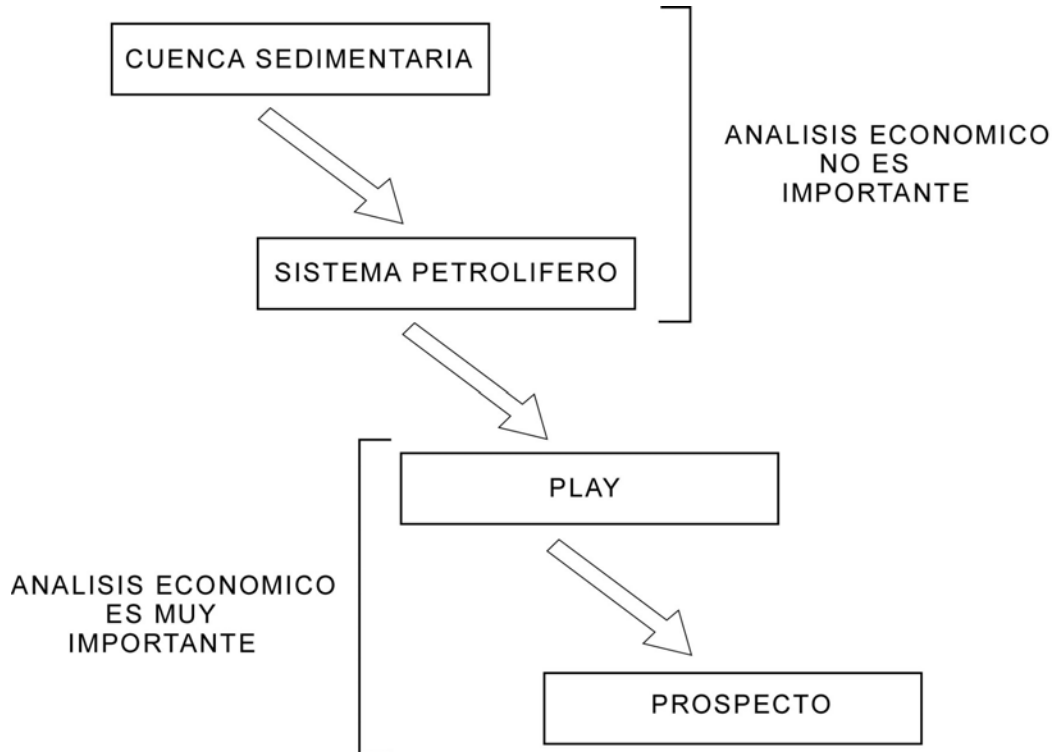 CUENCA SEDIMENTARIA
ANALISIS ECONOMICO
NO ES
IMPORTANTE
SISTEMA PETROLIFERO
PLAY
ANALISIS ECONOMICO
ES MUY
IMPORTANTE
PROSPECTO